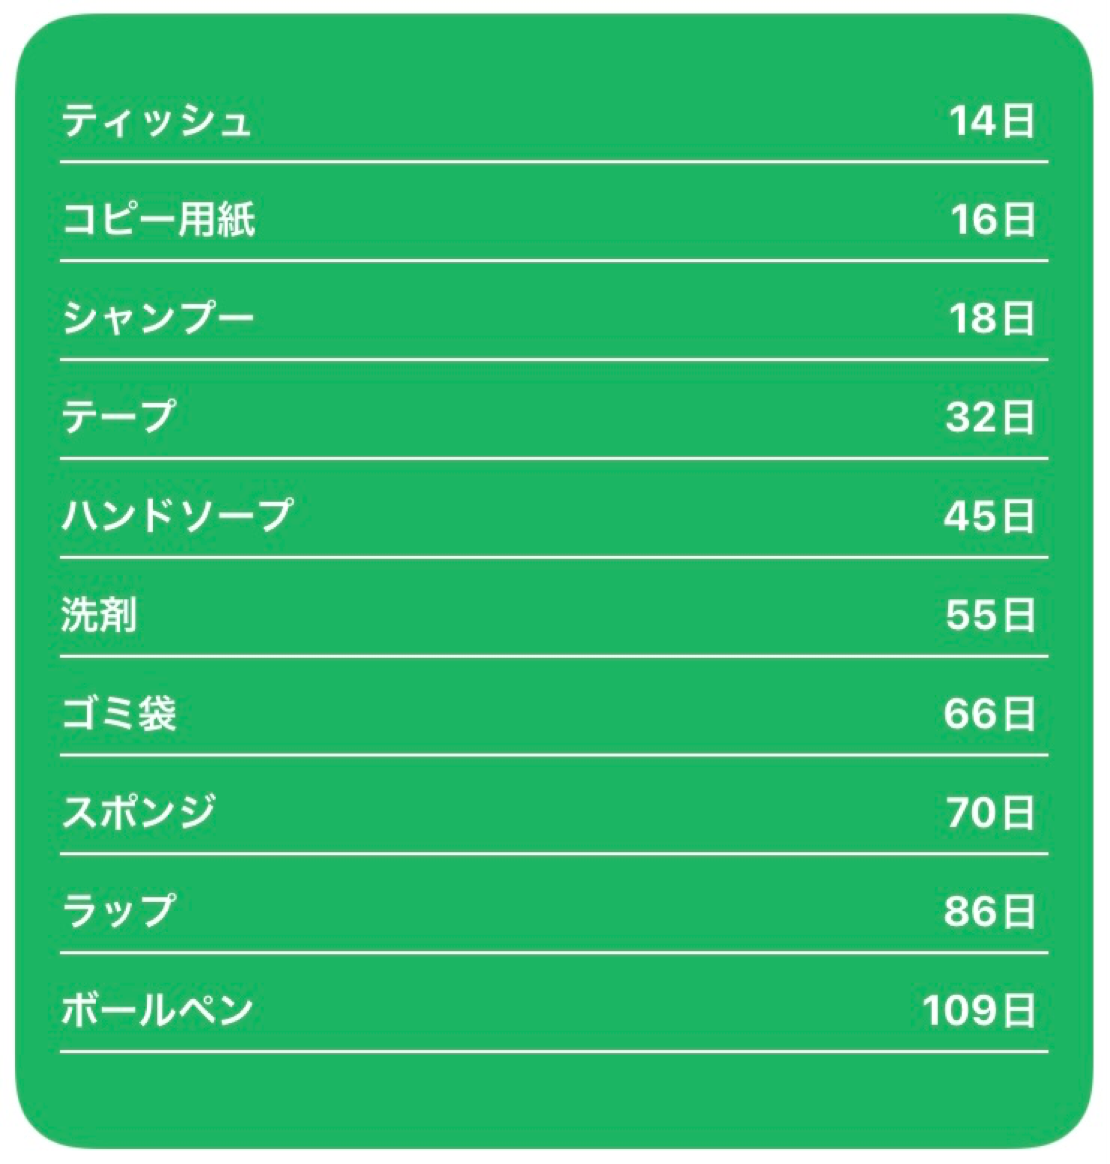 ティッシュ 14日
コピー用紙 16日
シャンプー 18日
テープ 32日
ハンドソープ 45日
洗剤 55日
ゴミ袋 66日
スポンジ 70日
ラップ 86日
ボールペン 109日